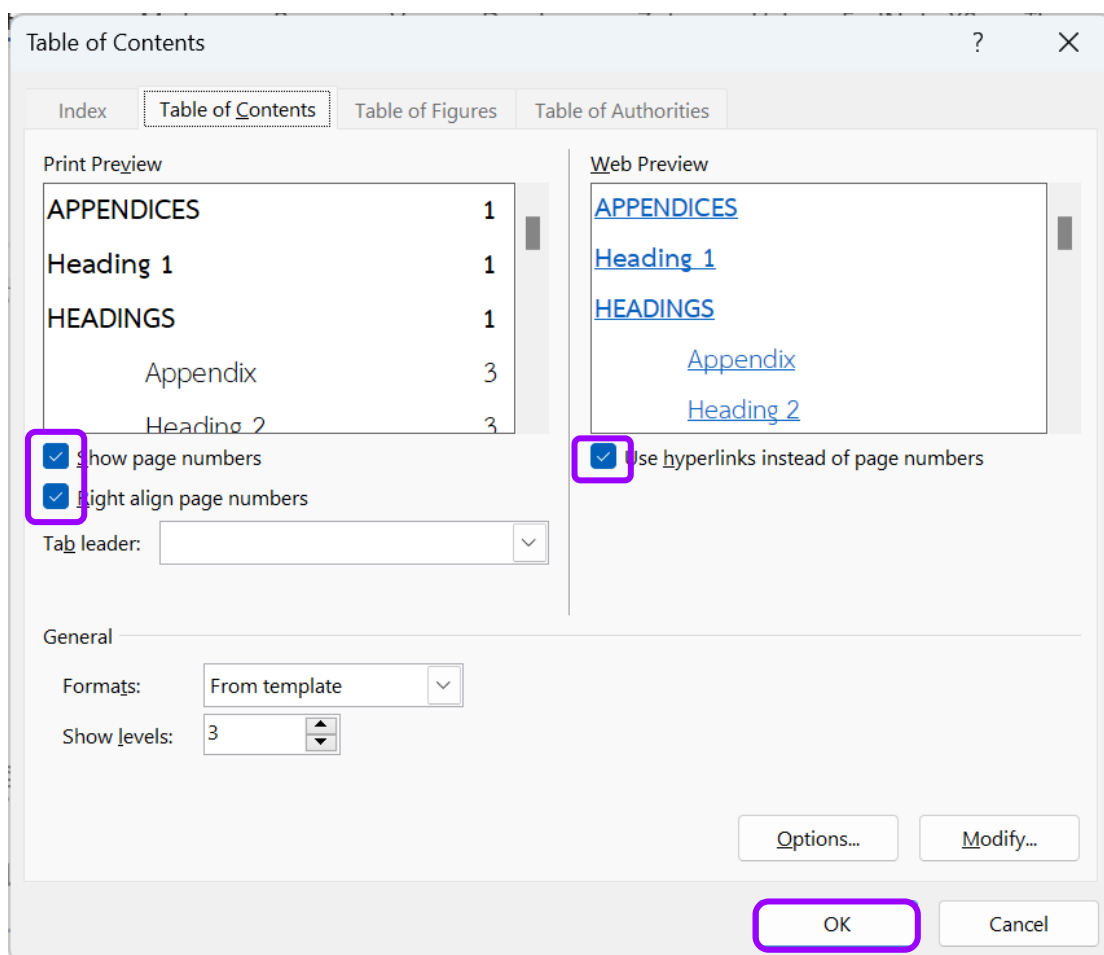 Table of Contents
Index
Table of Contents
Table of Figures
Table of Authorities
Print Preview
APPENDICES 1
Heading 1 1
HEADINGS 1
Appendix 3
Heading 2 3
Show page numbers
Right align page numbers
Tab leader:
Web Preview
APPENDICES
Heading 1
HEADINGS
Appendix
Heading 2
Use hyperlinks instead of page numbers
General
Formats: From template
Show levels: 3
Options...
Modify...
OK
Cancel